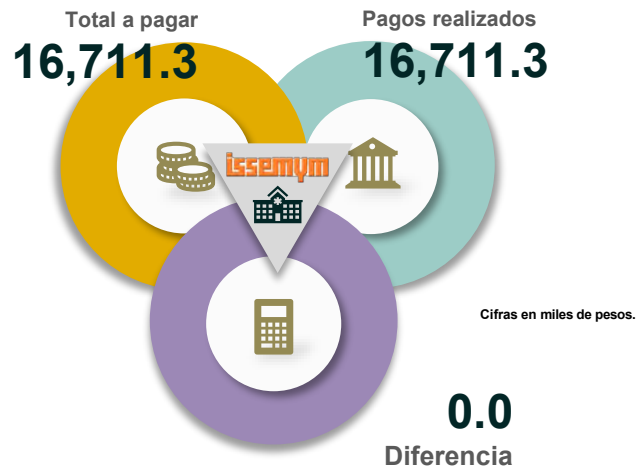 Total a pagar
16,711.3
Pagos realizados
16,711.3
issemym
Cifras en miles de pesos.
0.0
Diferencia